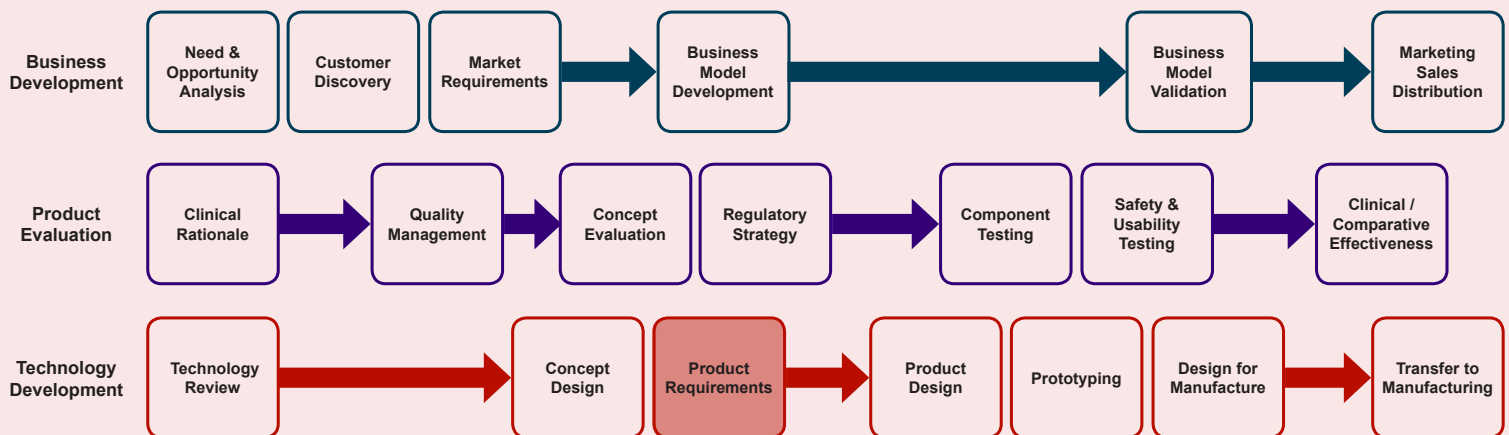 Business
Development
Need &
Opportunity
Analysis
Customer
Discovery
Market
Requirements
Business
Model
Development
Business
Model
Validation
Marketing
Sales
Distribution
Product
Evaluation
Clinical
Rationale
Quality
Management
Concept
Evaluation
Regulatory
Strategy
Component
Testing
Safety &
Usability
Testing
Clinical /
Comparative
Effectiveness
Technology
Development
Technology
Review
Concept
Design
Product
Requirements
Product
Design
Prototyping
Design for
Manufacture
Transfer to
Manufacturing